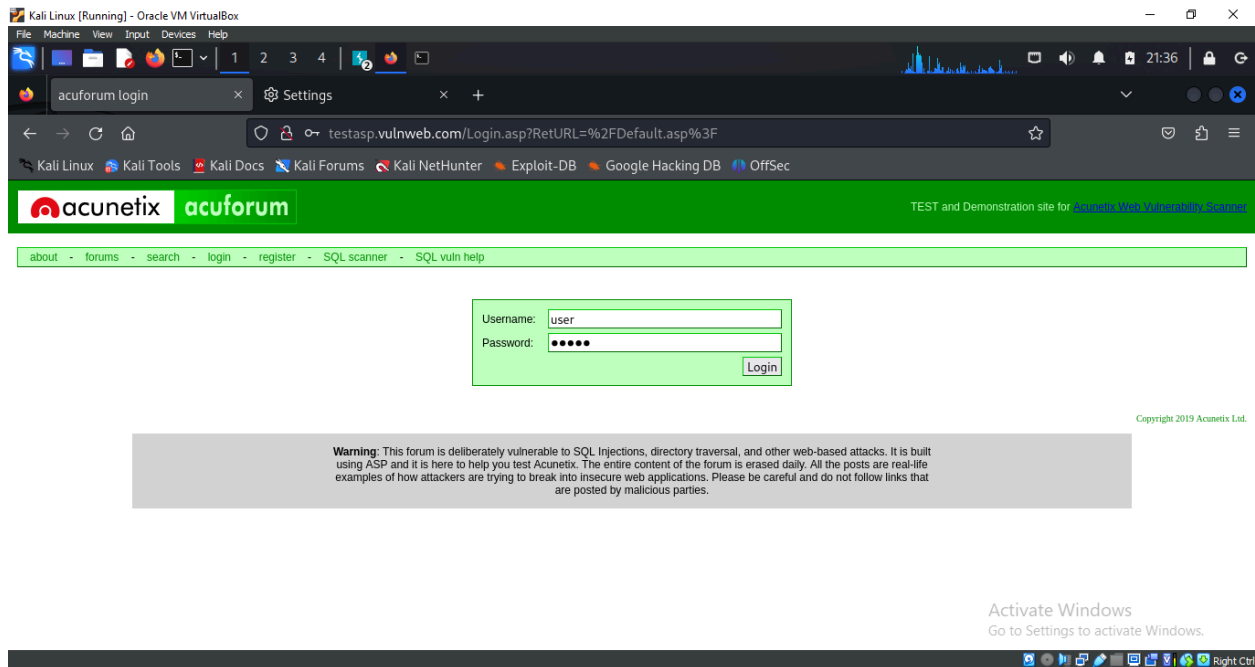 Kali Linux [Running] - Oracle VM VirtualBox
File Machine View Input Devices Help
1 2 3 4 2 21:36
acuforum login Settings
testasp.vulnweb.com/Login.asp?RetURL=%2FDefault.asp%3F
Kali Linux Kali Tools Kali Docs Kali Forums Kali NetHunter Exploit-DB Google Hacking DB OffSec
acunetix acuforum TEST and Demonstration site for Acunetix Web Vulnerability Scanner
about - forums - search - login - register - SQL scanner - SQL vuln help
Username: user
Password: ●●●●●
Login
Copyright 2019 Acunetix Ltd.
Warning: This forum is deliberately vulnerable to SQL Injections, directory traversal, and other web-based attacks. It is built
using ASP and it is here to help you test Acunetix. The entire content of the forum is erased daily. All the posts are real-life
examples of how attackers are trying to break into insecure web applications. Please be careful and do not follow links that
are posted by malicious parties.
Activate Windows
Go to Settings to activate Windows.
Right Ctrl